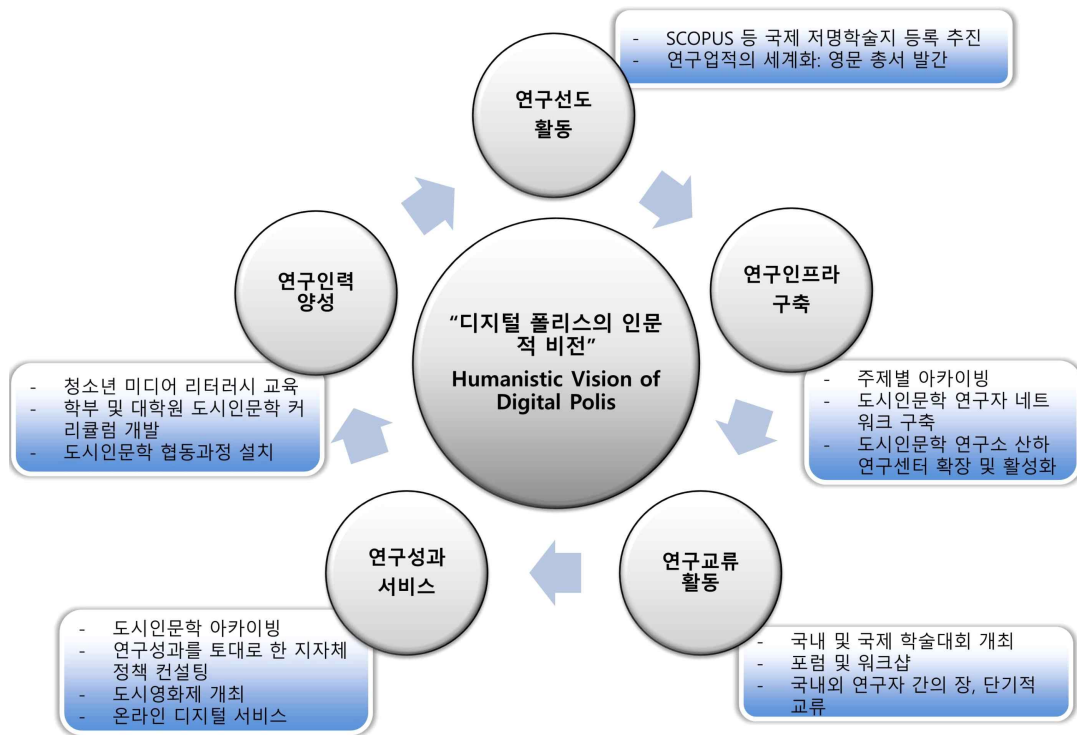 - SCOPUS 등 국제 저명학술지 등록 추진
- 연구업적의 세계화: 영문 총서 발간
연구선도
활동
연구인력
양성
연구인프라
구축
“디지털 폴리스의 인문
적 비전”
Humanistic Vision of
Digital Polis
- 청소년 미디어 리터러시 교육
- 학부 및 대학원 도시인문학 커
리큘럼 개발
- 도시인문학 협동과정 설치
- 주제별 아카이빙
- 도시인문학 연구자 네트
워크 구축
- 도시인문학 연구소 산하
연구센터 확장 및 활성화
연구성과
서비스
연구교류
활동
- 도시인문학 아카이빙
- 연구성과를 토대로 한 지자체
정책 컨설팅
- 도시영화제 개최
- 온라인 디지털 서비스
- 국내 및 국제 학술대회 개최
- 포럼 및 워크샵
- 국내외 연구자 간의 장, 단기적
교류